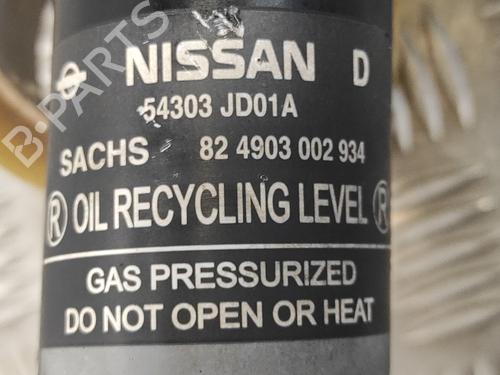 NISSAN D
54303 JD01A
SACHS 82 4903 002 934
® OIL RECYCLING LEVEL ®
GAS PRESSURIZED
DO NOT OPEN OR HEAT
B-PARTS